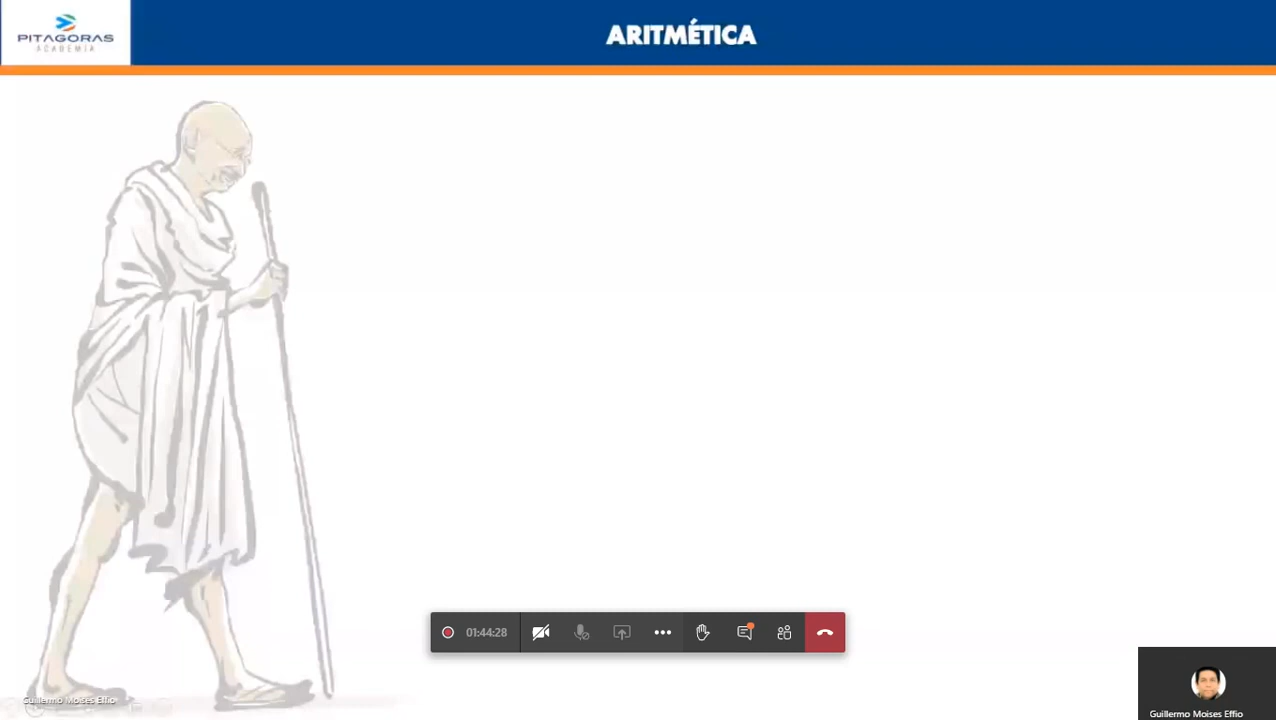 PITAGORAS
ACADEMIA
ARITMÉTICA
01:44:28
Guillermo Moises Effio
Guillermo Moises Effio